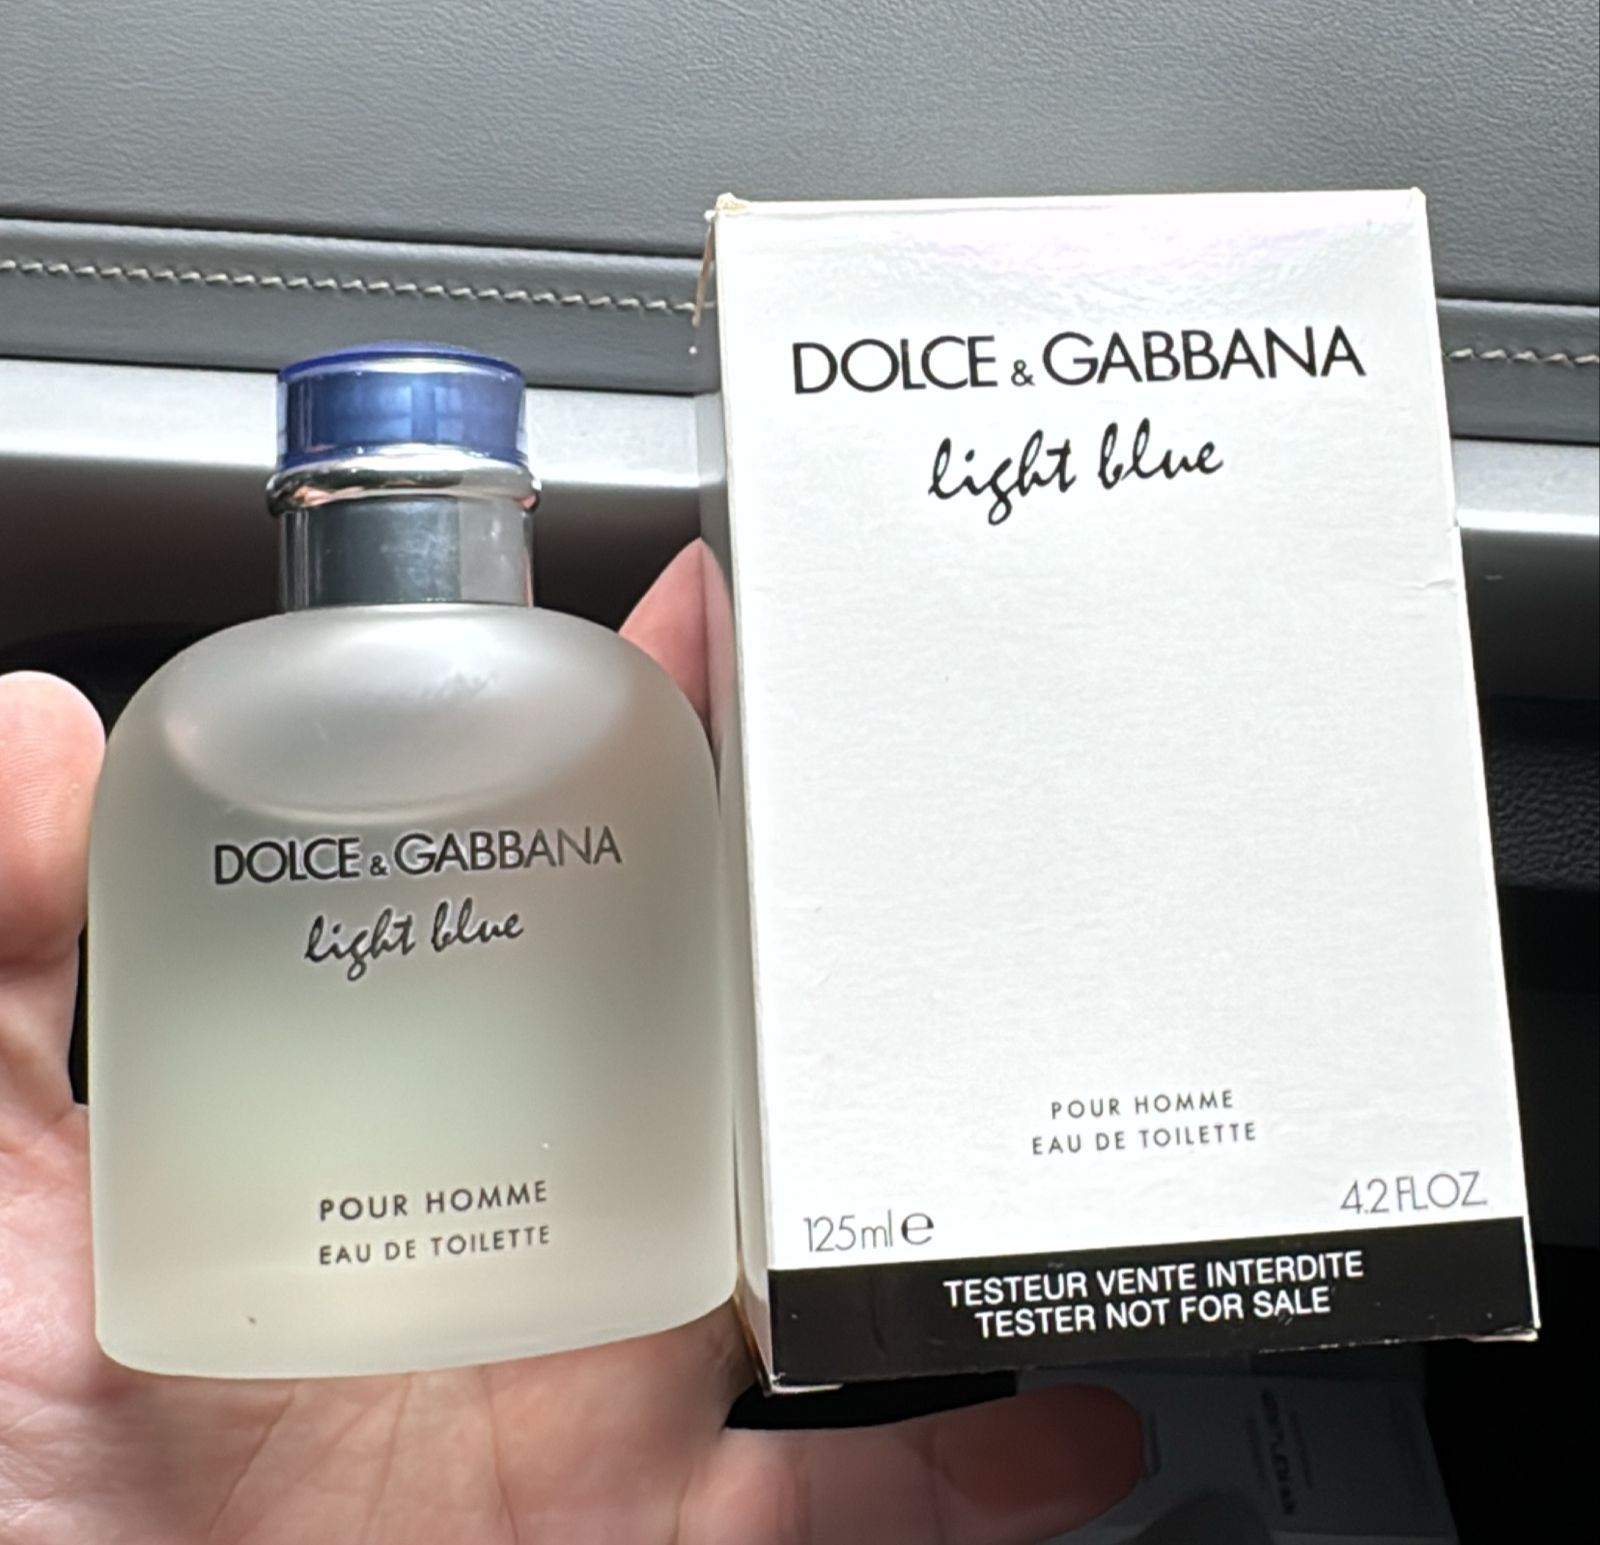 DOLCE & GABBANA
light blue
POUR HOMME
EAU DE TOILETTE
DOLCE & GABBANA
light blue
POUR HOMME
EAU DE TOILETTE
125ml e
4.2 FL.OZ.
TESTEUR VENTE INTERDITE
TESTER NOT FOR SALE